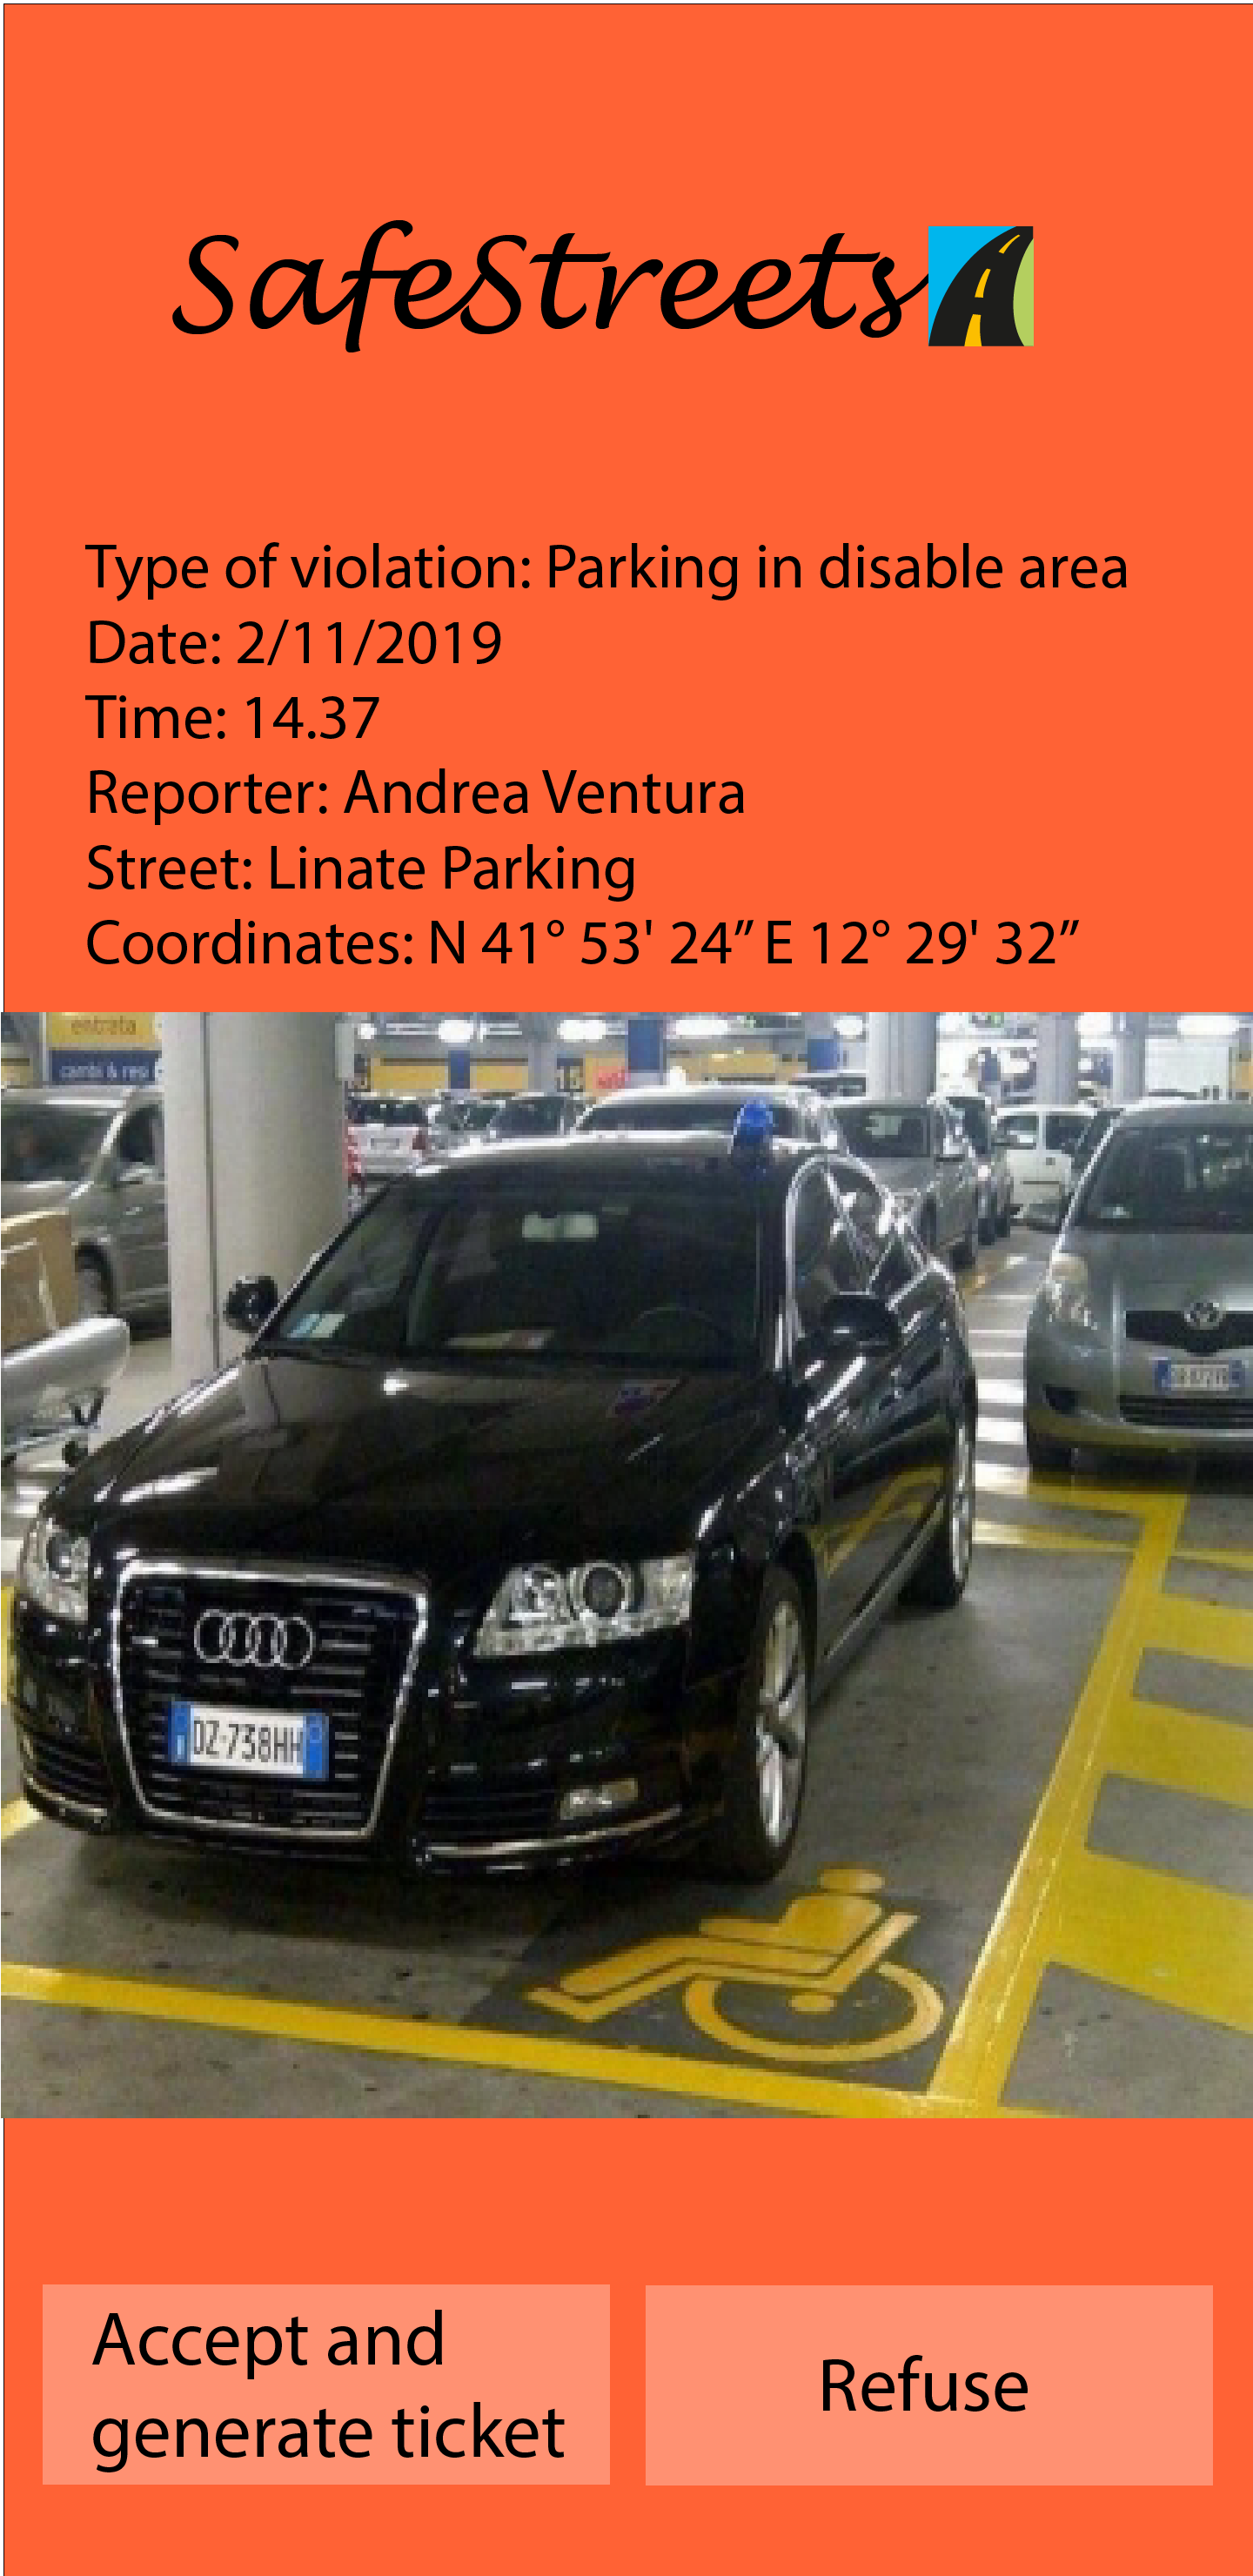 SafeStreets
Type of violation: Parking in disable area
Date: 2/11/2019
Time: 14.37
Reporter: Andrea Ventura
Street: Linate Parking
Coordinates: N 41° 53' 24” E 12° 29' 32”
entrata
cambi & resi
DZ·738HH
Accept and
generate ticket
Refuse